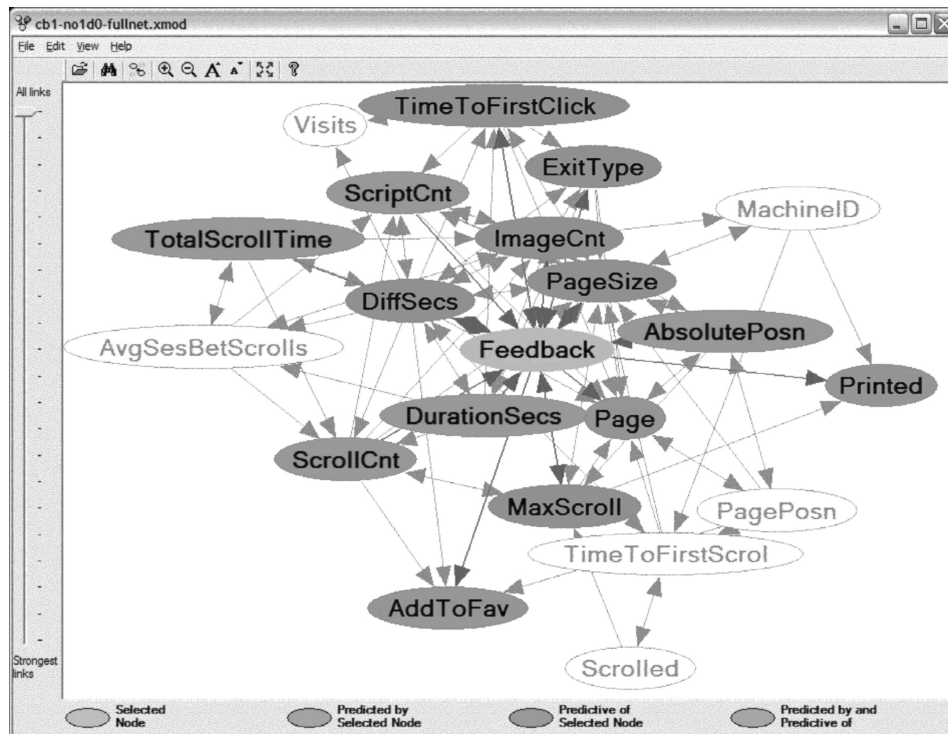 cb1-no1d0-fullnet.xmod
File Edit View Help
All links
TimeToFirstClick
Visits
ExitType
ScriptCnt
MachineID
TotalScrollTime
ImageCnt
PageSize
DiffSecs
AbsolutePosn
AvgSesBetScrolls
Feedback
Printed
DurationSecs
Page
ScrollCnt
MaxScroll
PagePosn
TimeToFirstScrol
AddToFav
Scrolled
Strongest
links
Selected
Node
Predicted by
Selected Node
Predictive of
Selected Node
Predicted by and
Predictive of